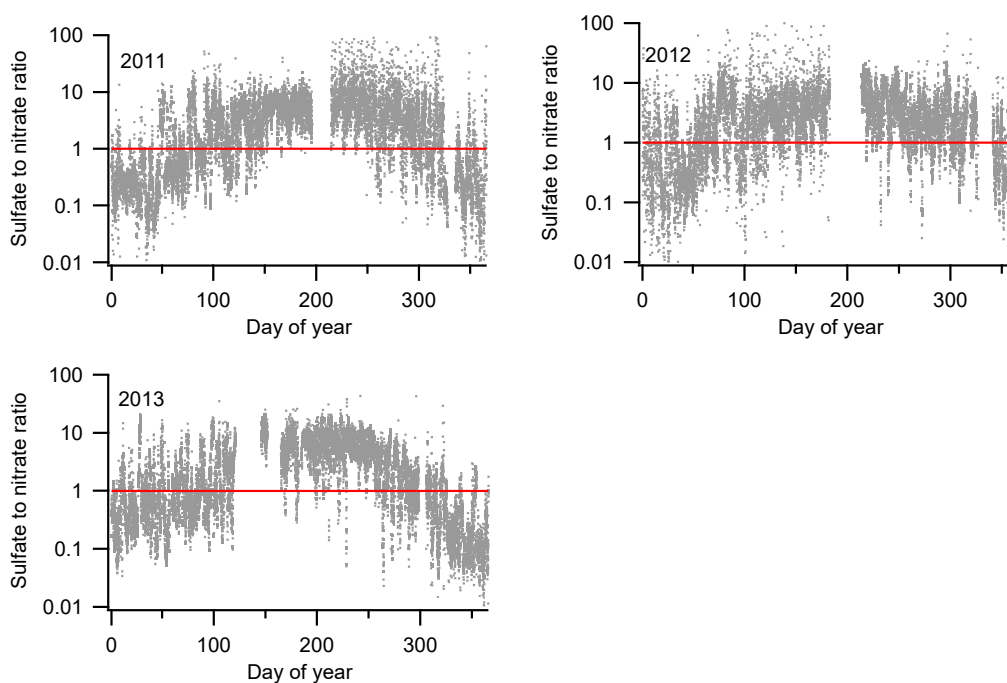 100
10
1
0.1
0.01
Sulfate to nitrate ratio
2011
0 100 200 300
Day of year
100
10
1
0.1
0.01
Sulfate to nitrate ratio
2012
0 100 200 300
Day of year
100
10
1
0.1
0.01
Sulfate to nitrate ratio
2013
0 100 200 300
Day of year